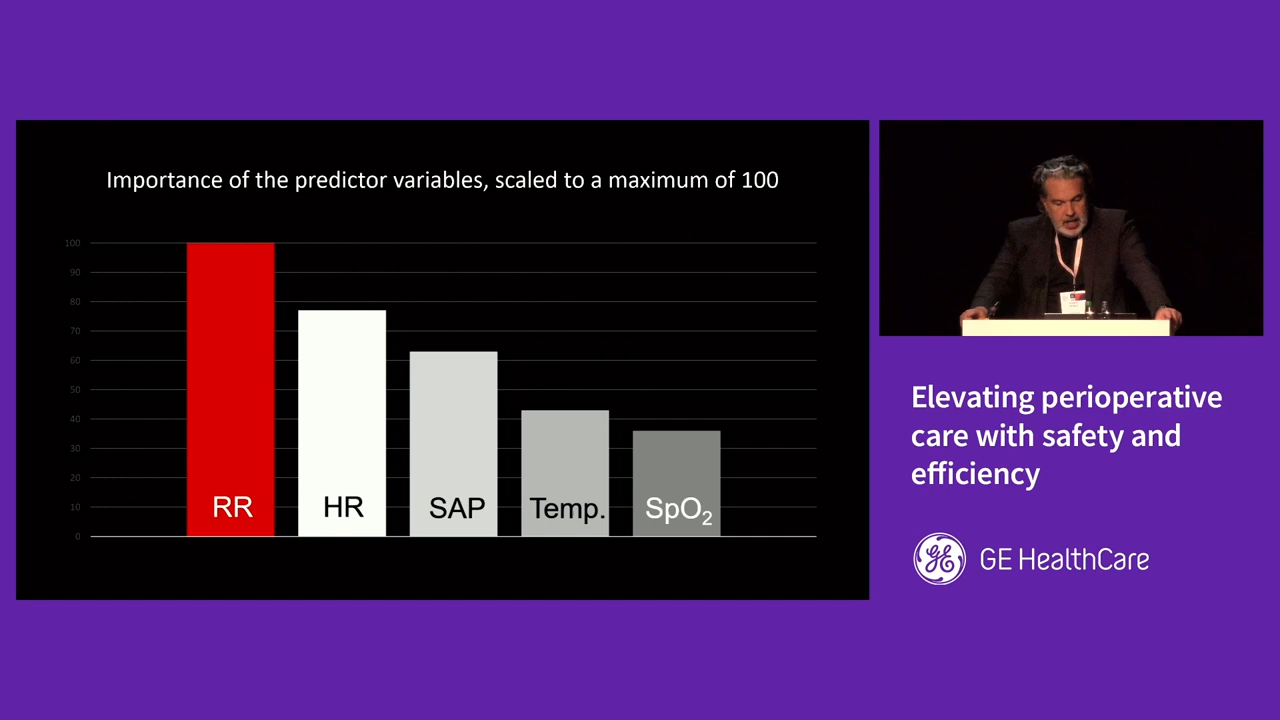 Importance of the predictor variables, scaled to a maximum of 100
100
90
80
70
60
50
40
30
20
10
0
RR
HR
SAP
Temp.
SpO₂
Elevating perioperative
care with safety and
efficiency
GE HealthCare